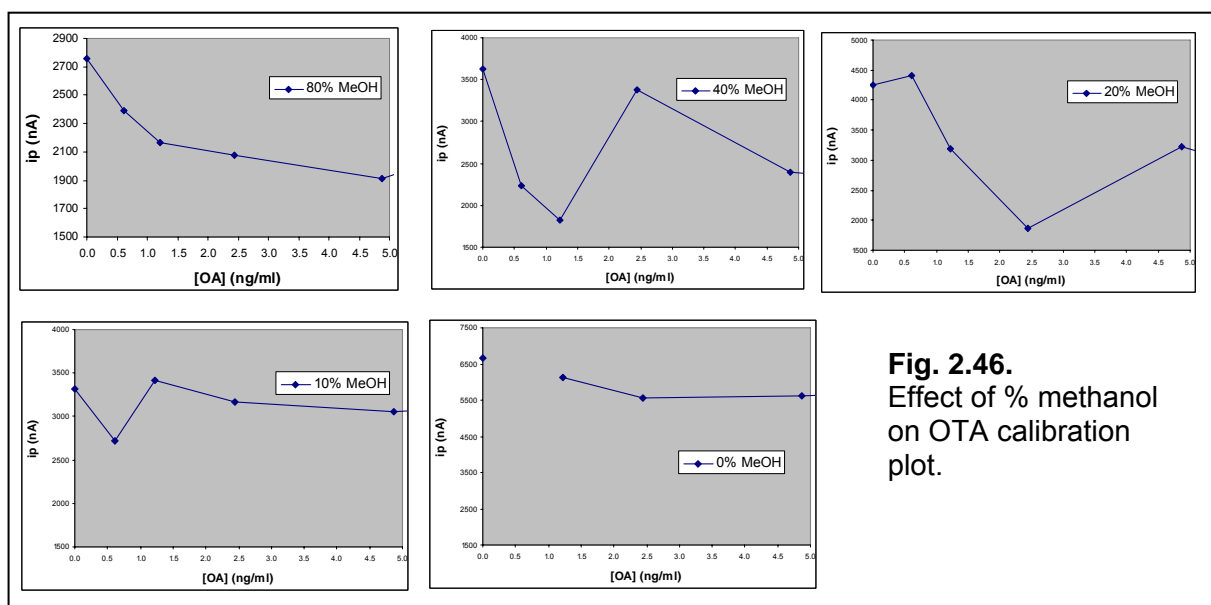 2900
2700
2500
2300
2100
1900
1700
1500
ip (nA)
80% MeOH
0.0 0.5 1.0 1.5 2.0 2.5 3.0 3.5 4.0 4.5 5.0
[OA] (ng/ml)
4000
3500
3000
2500
2000
1500
ip (nA)
40% MeOH
0.0 0.5 1.0 1.5 2.0 2.5 3.0 3.5 4.0 4.5 5.0
[OA] (ng/ml)
5000
4500
4000
3500
3000
2500
2000
1500
ip (nA)
20% MeOH
0.0 0.5 1.0 1.5 2.0 2.5 3.0 3.5 4.0 4.5 5.0
[OA] (ng/ml)
4000
3500
3000
2500
2000
1500
ip (nA)
10% MeOH
0.0 0.5 1.0 1.5 2.0 2.5 3.0 3.5 4.0 4.5 5.0
[OA] (ng/ml)
7500
6500
5500
4500
3500
2500
1500
ip (nA)
0% MeOH
0.0 0.5 1.0 1.5 2.0 2.5 3.0 3.5 4.0 4.5 5.0
[OA] (ng/ml)
Fig. 2.46.
Effect of % methanol
on OTA calibration
plot.